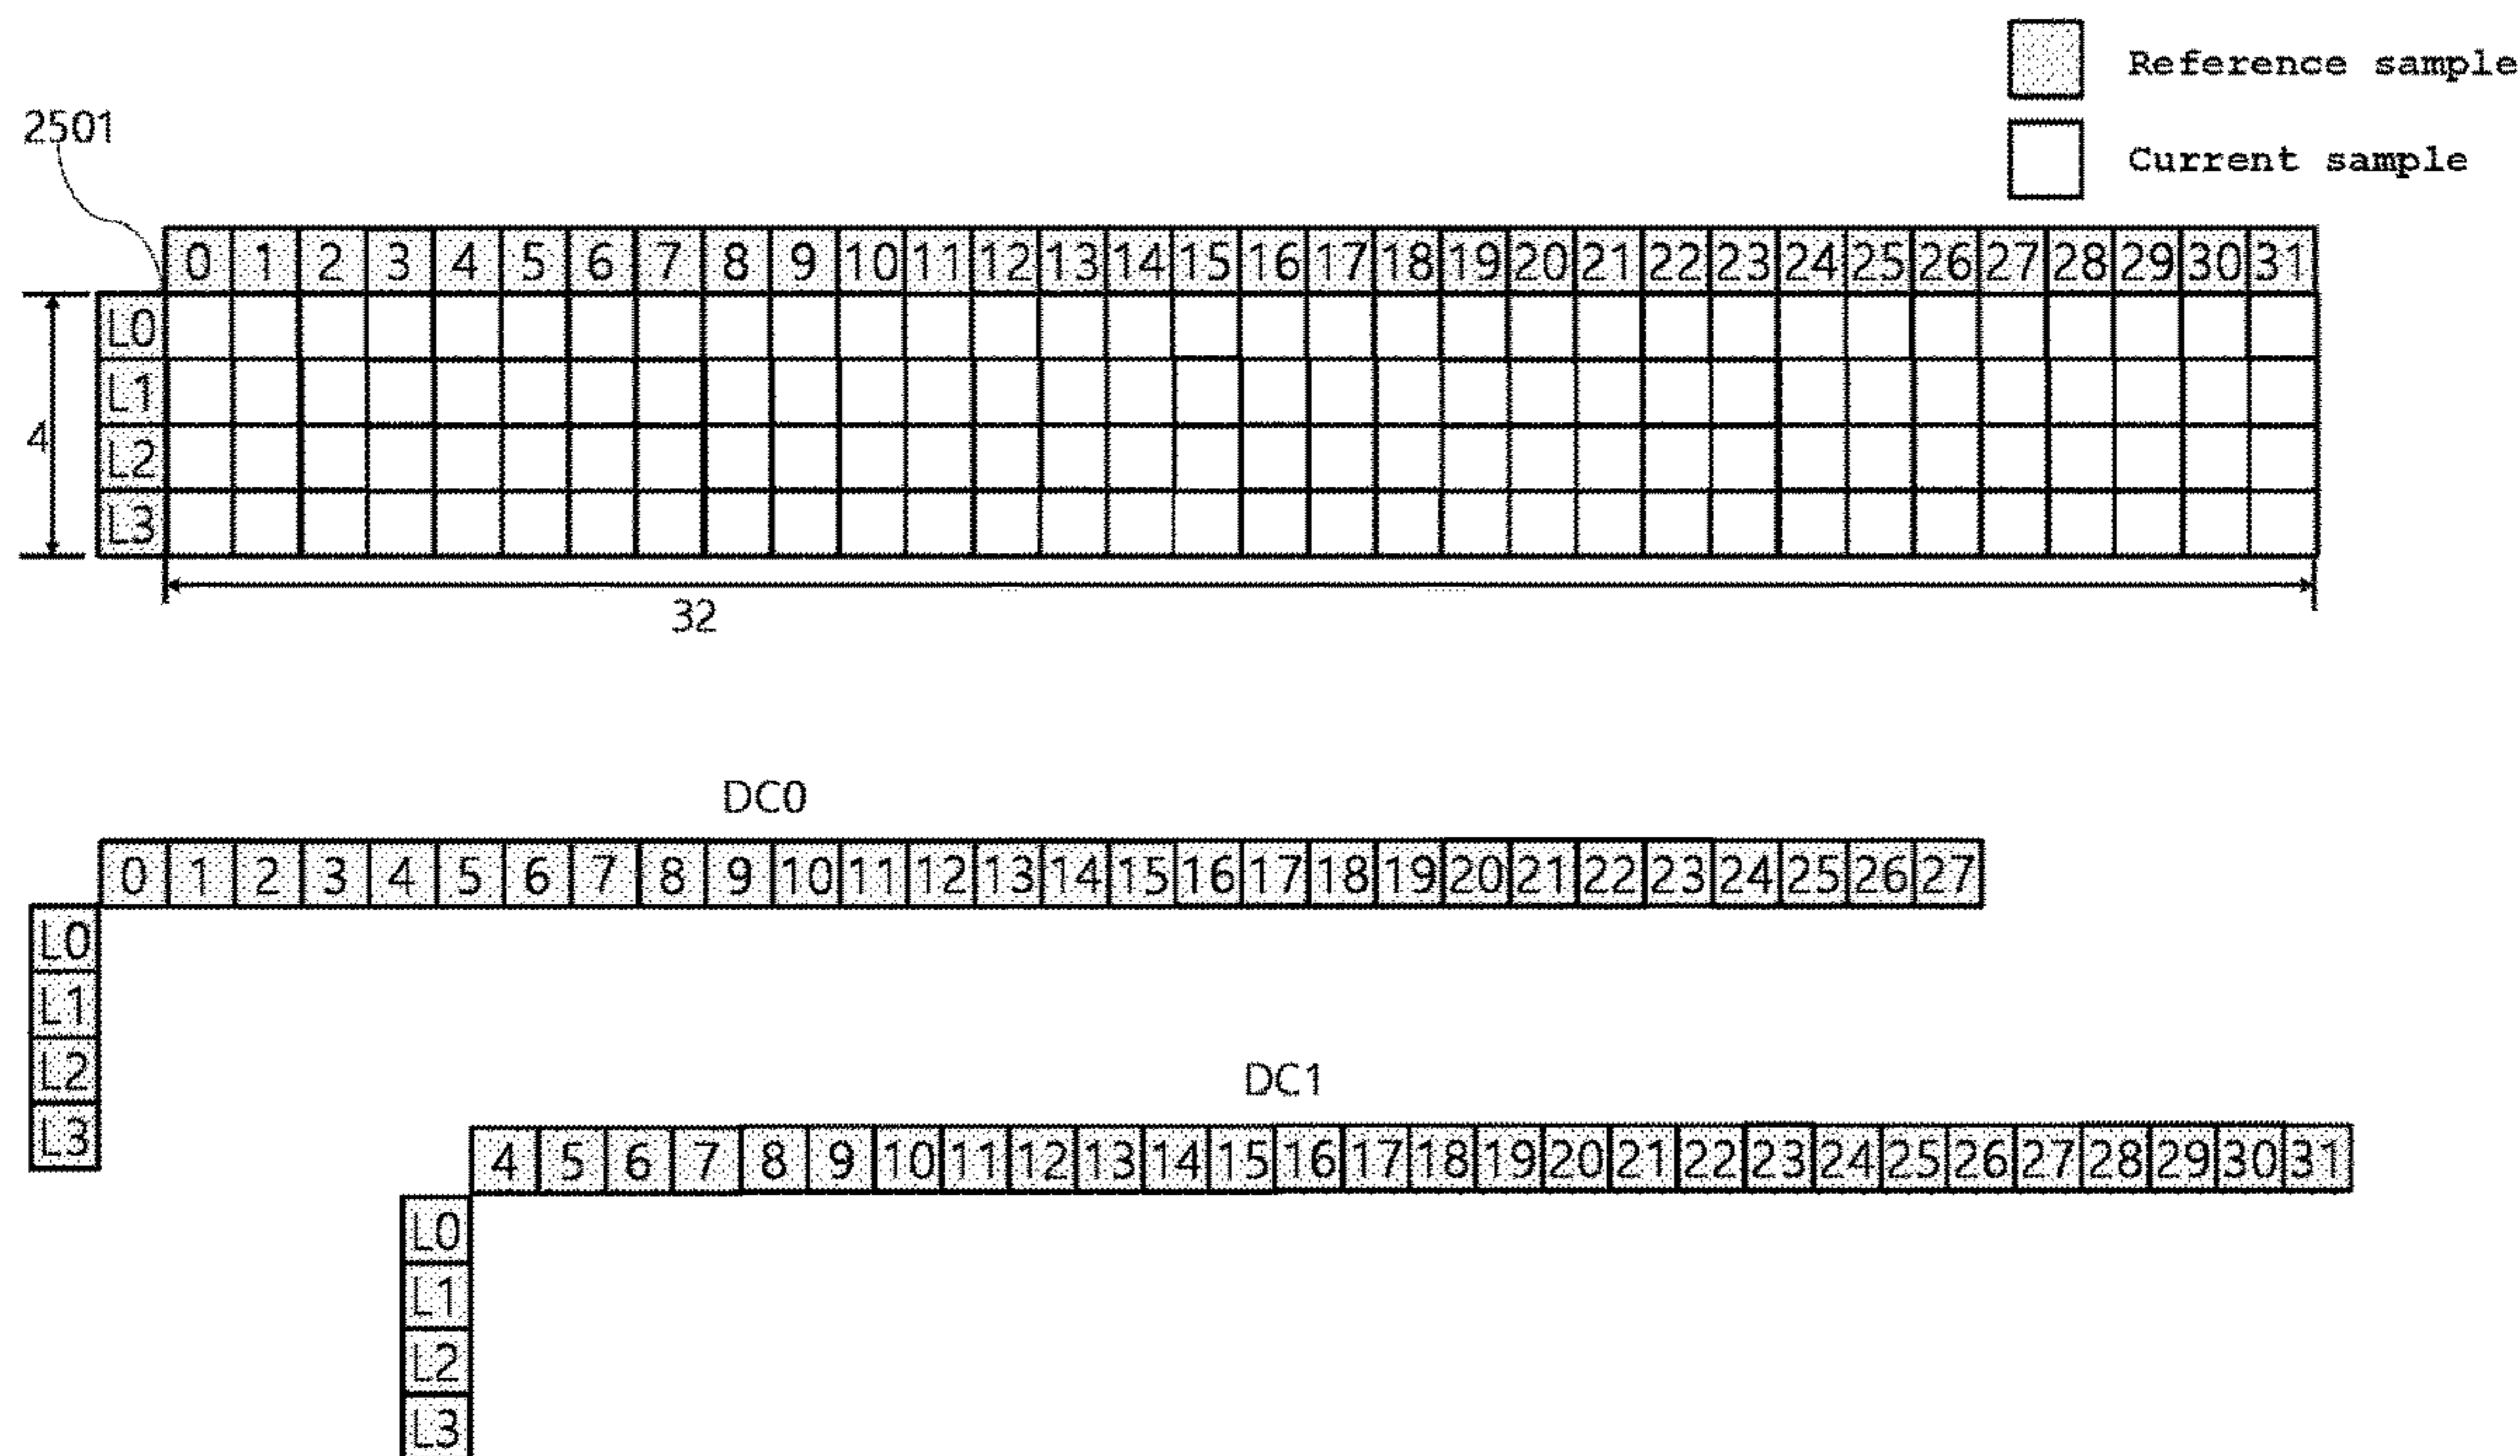 Reference sample
Current sample
2501
0 1 2 3 4 5 6 7 8 9 10 11 12 13 14 15 16 17 18 19 20 21 22 23 24 25 26 27 28 29 30 31
L0
L1
4
L2
L3
32
DC0
0 1 2 3 4 5 6 7 8 9 10 11 12 13 14 15 16 17 18 19 20 21 22 23 24 25 26 27
L0
L1
L2
L3
DC1
4 5 6 7 8 9 10 11 12 13 14 15 16 17 18 19 20 21 22 23 24 25 26 27 28 29 30 31
L0
L1
L2
L3